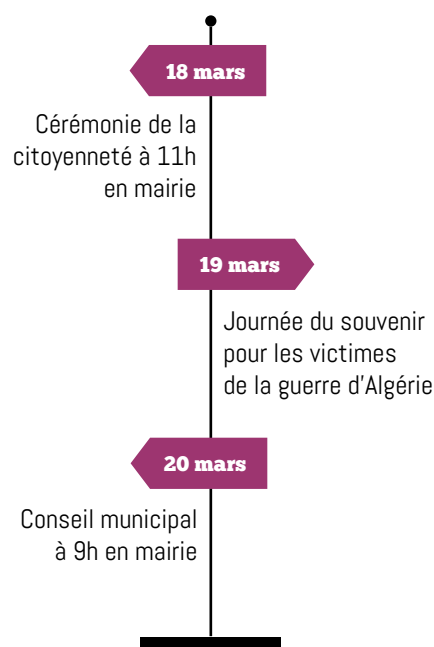 18 mars
Cérémonie de la
citoyenneté à 11h
en mairie
19 mars
Journée du souvenir
pour les victimes
de la guerre d'Algérie
20 mars
Conseil municipal
à 9h en mairie